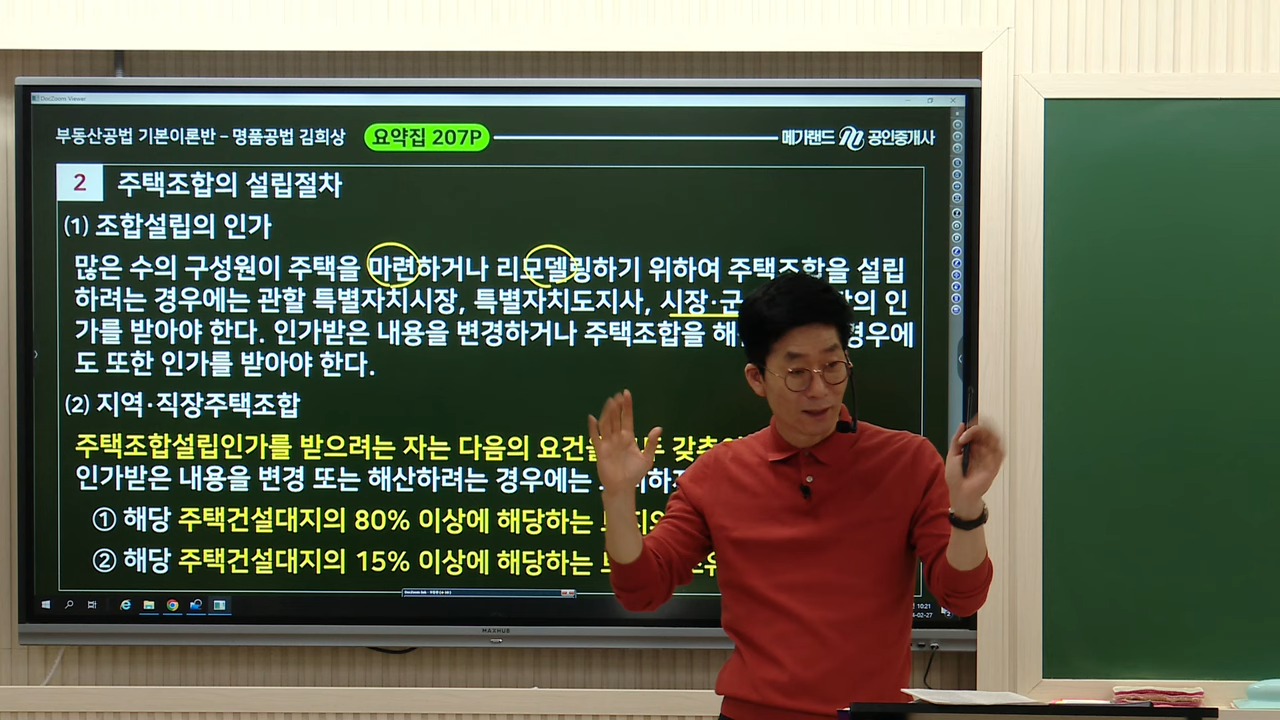 DocZoom Viewer
부동산공법 기본이론반 - 명품공법 김희상 요약집 207P 메가랜드 공인중개사
2 주택조합의 설립절차
(1) 조합설립의 인가
많은 수의 구성원이 주택을 마련하거나 리모델링하기 위하여 주택조합을 설립
하려는 경우에는 관할 특별자치시장, 특별자치도지사, 시장·군 의 인
가를 받아야 한다. 인가받은 내용을 변경하거나 주택조합을 해 경우에
도 또한 인가를 받아야 한다.
(2) 지역·직장주택조합
주택조합설립인가를 받으려는 자는 다음의 요건을
인가받은 내용을 변경 또는 해산하려는 경우에는
① 해당 주택건설대지의 80% 이상에 해당하는
② 해당 주택건설대지의 15% 이상에 해당하는
10:21
MAXHUB